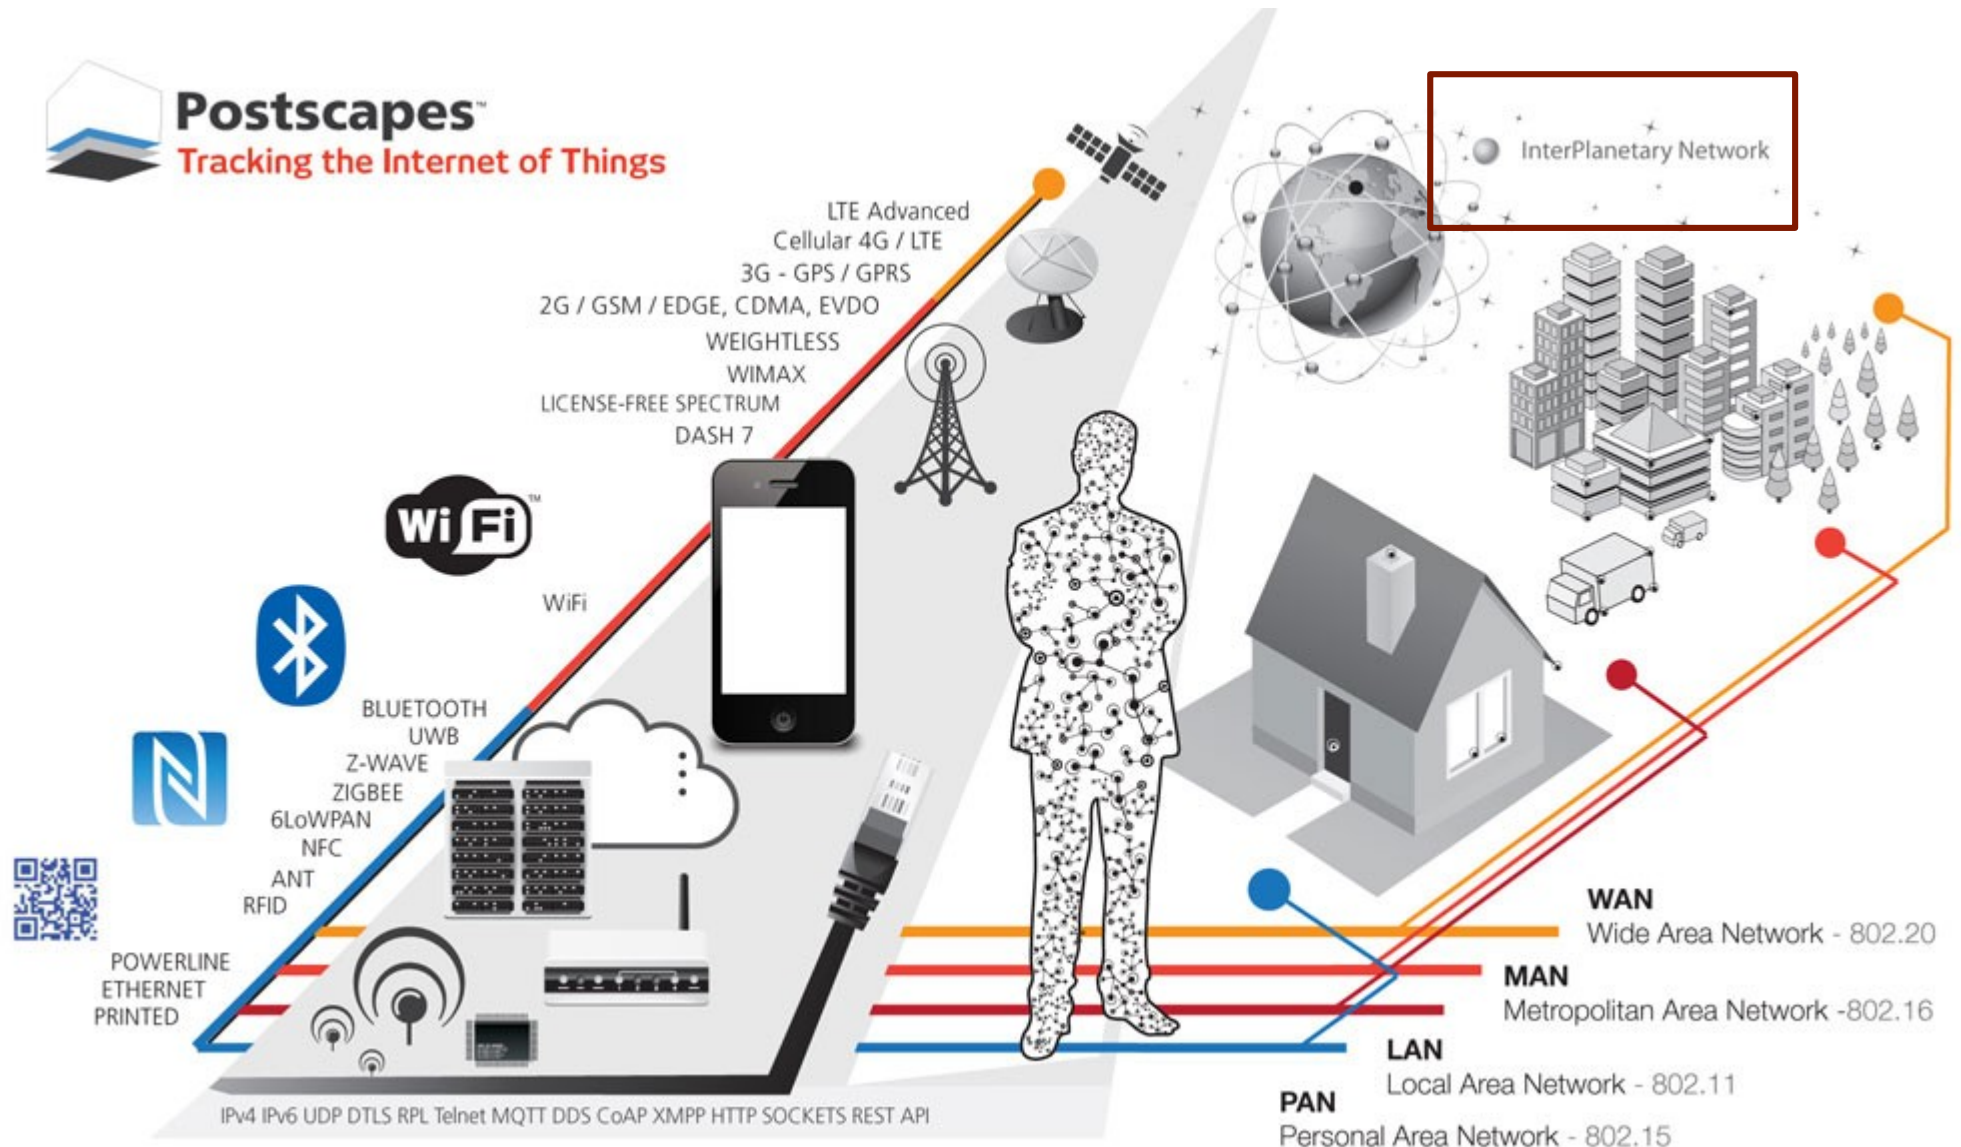 Postscapes™
Tracking the Internet of Things
InterPlanetary Network
LTE Advanced
Cellular 4G / LTE
3G - GPS / GPRS
2G / GSM / EDGE, CDMA, EVDO
WEIGHTLESS
WIMAX
LICENSE-FREE SPECTRUM
DASH 7
Wi Fi™
WiFi
BLUETOOTH
UWB
Z-WAVE
ZIGBEE
6LoWPAN
NFC
ANT
RFID
POWERLINE
ETHERNET
PRINTED
WAN
Wide Area Network - 802.20
MAN
Metropolitan Area Network -802.16
LAN
Local Area Network - 802.11
PAN
Personal Area Network - 802.15
IPv4 IPv6 UDP DTLS RPL Telnet MQTT DDS CoAP XMPP HTTP SOCKETS REST API